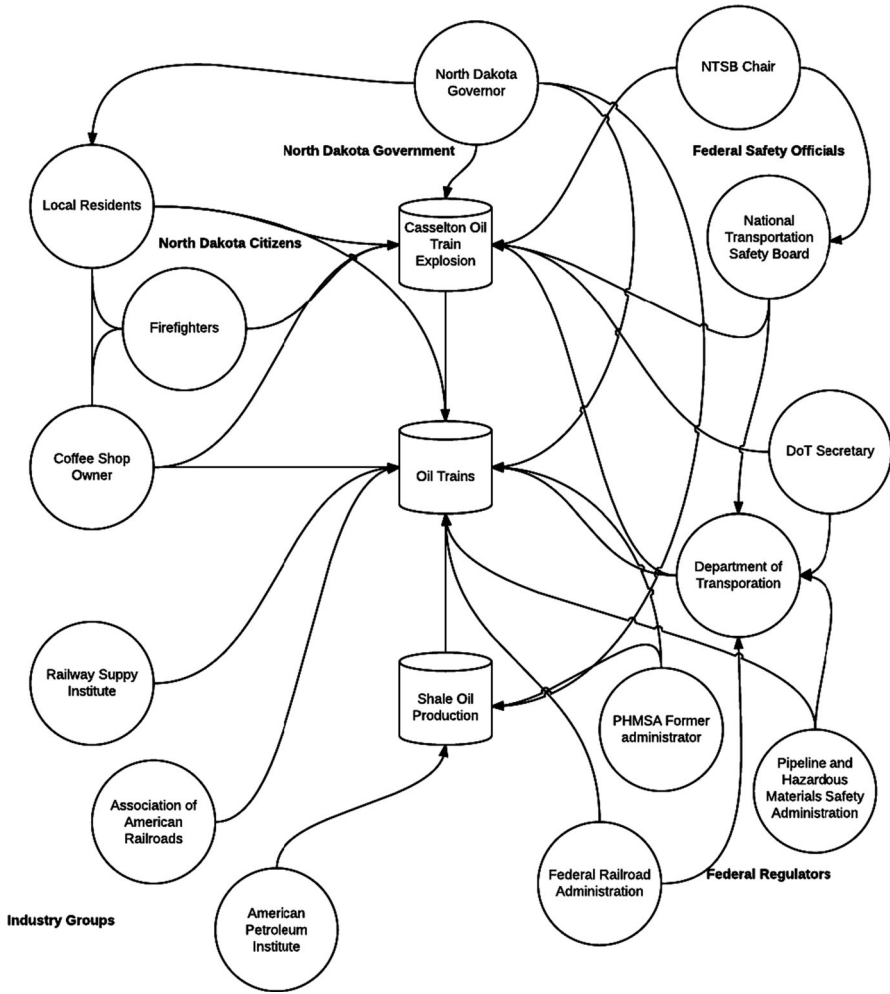 North Dakota
Governor
NTSB Chair
North Dakota Government
Federal Safety Officials
Local Residents
North Dakota Citizens
Casselton Oil
Train
Explosion
National
Transportation
Safety Board
Firefighters
Coffee Shop
Owner
Oil Trains
DoT Secretary
Department of
Transporation
Railway Suppy
Institute
Shale Oil
Production
PHMSA Former
administrator
Pipeline and
Hazardous
Materials Safety
Administration
Association of
American
Railroads
Federal Railroad
Administration
Federal Regulators
Industry Groups
American
Petroleum
Institute